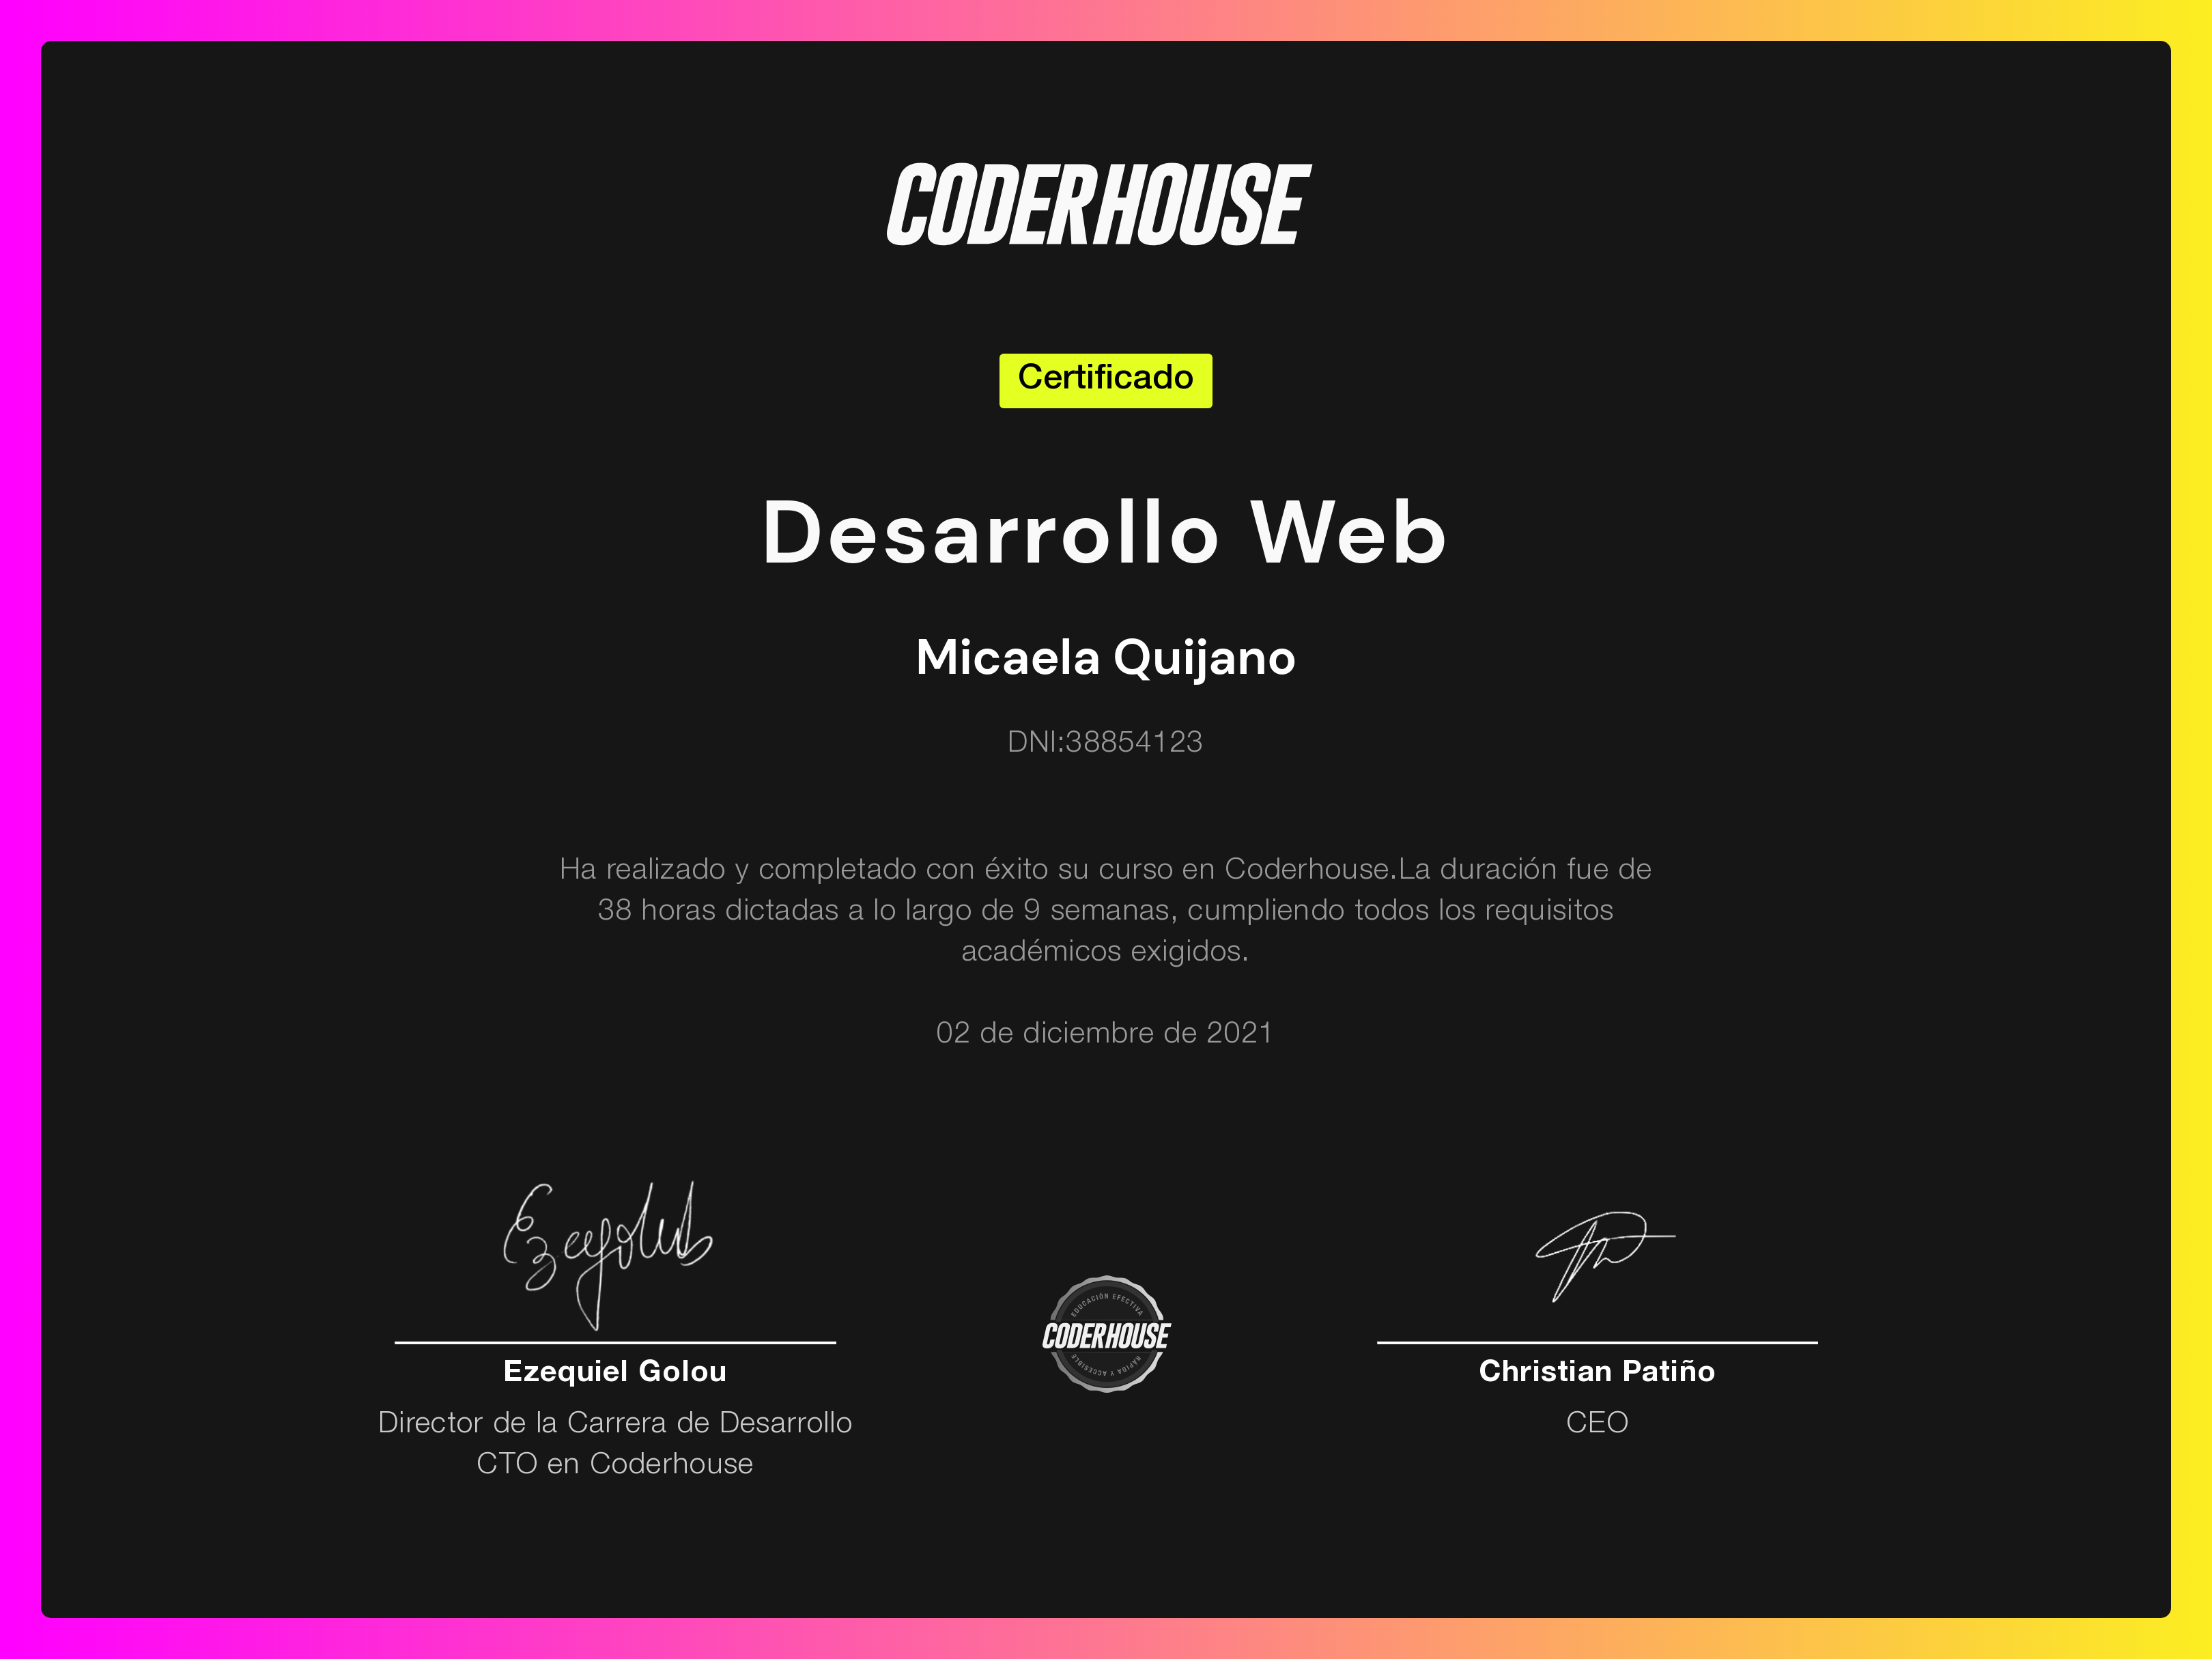 CODERHOUSE
Certificado
Desarrollo Web
Micaela Quijano
DNI:38854123
Ha realizado y completado con éxito su curso en Coderhouse.La duración fue de
38 horas dictadas a lo largo de 9 semanas, cumpliendo todos los requisitos
académicos exigidos.
02 de diciembre de 2021
EDUCACIÓN EFECTIVA
CODERHOUSE
RAPIDA Y ACCESIBLE
Ezequiel Golou
Director de la Carrera de Desarrollo
CTO en Coderhouse
Christian Patiño
CEO